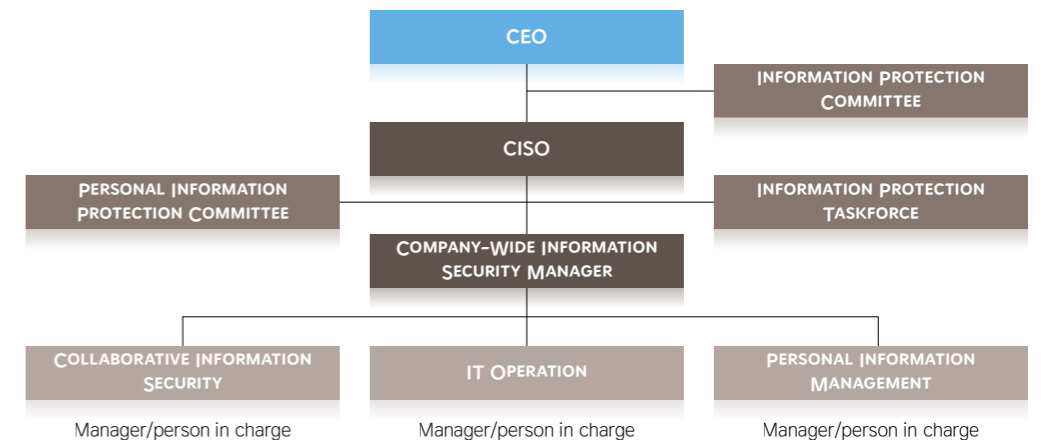 CEO
INFORMATION PROTECTION
COMMITTEE
CISO
PERSONAL INFORMATION
PROTECTION COMMITTEE
INFORMATION PROTECTION
TASKFORCE
COMPANY-WIDE INFORMATION
SECURITY MANAGER
COLLABORATIVE INFORMATION
SECURITY
IT OPERATION
PERSONAL INFORMATION
MANAGEMENT
Manager/person in charge
Manager/person in charge
Manager/person in charge